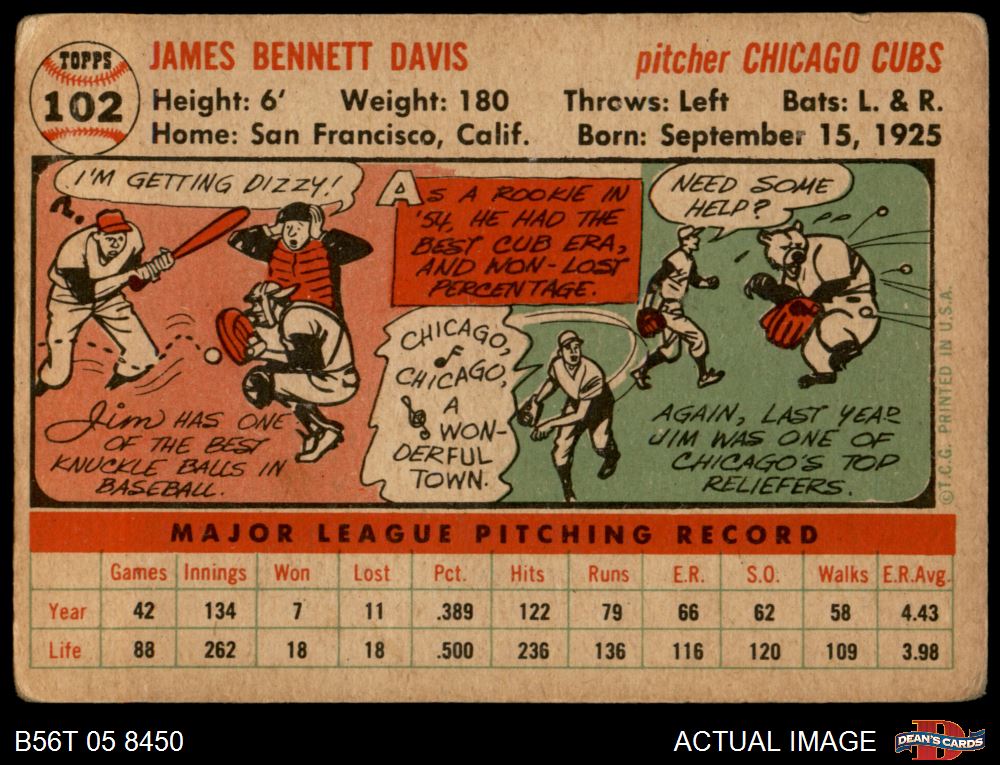 TOPPS
102
JAMES BENNETT DAVIS pitcher CHICAGO CUBS
Height: 6' Weight: 180 Throws: Left Bats: L. & R.
Home: San Francisco, Calif. Born: September 15, 1925
I'M GETTING DIZZY!
Jim HAS ONE
OF THE BEST
KNUCKLE BALLS IN
BASEBALL.
AS A ROOKIE IN
'54, HE HAD THE
BEST CUB ERA,
AND WON-LOST
PERCENTAGE.
CHICAGO,
CHICAGO,
A
WON-
DERFUL
TOWN.
NEED SOME
HELP?
AGAIN, LAST YEAR
JIM WAS ONE OF
CHICAGO'S TOP
RELIEFERS.
©T.C.G. PRINTED IN U.S.A.
MAJOR LEAGUE PITCHING RECORD
Games Innings Won Lost Pct. Hits Runs E.R. S.O. Walks E.R.Avg.
Year 42 134 7 11 .389 122 79 66 62 58 4.43
Life 88 262 18 18 .500 236 136 116 120 109 3.98
B56T 05 8450 ACTUAL IMAGE DEAN'S CARDS